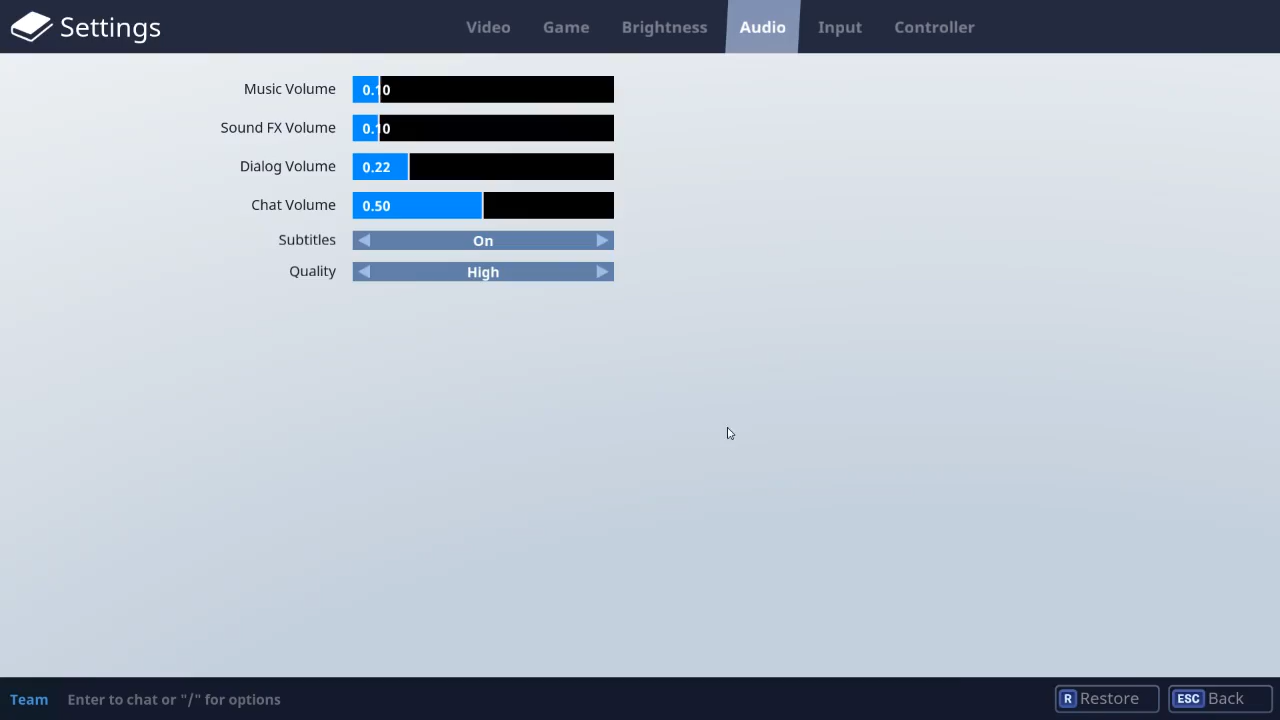 Settings
Video Game Brightness Audio Input Controller
Music Volume 0.10
Sound FX Volume 0.10
Dialog Volume 0.22
Chat Volume 0.50
Subtitles On
Quality High
Team Enter to chat or "/" for options R Restore ESC Back